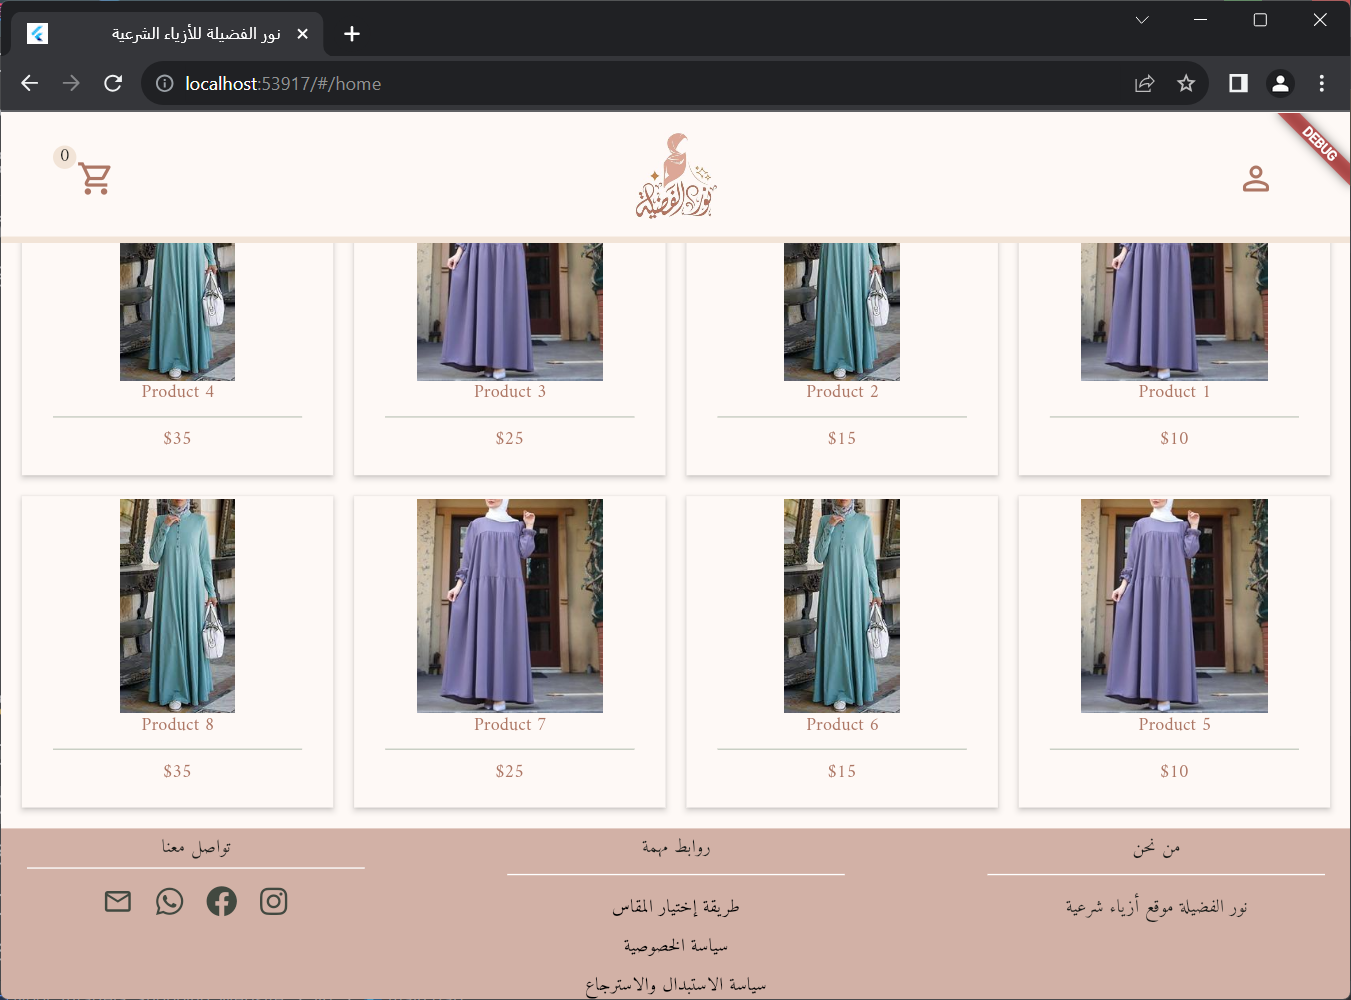 نور الفضيلة للأزياء الشرعية
localhost:53917/#/home
DEBUG
0
نور الفضيلة
Product 1
Product 2
Product 3
Product 4
$10
$15
$25
$35
Product 5
Product 6
Product 7
Product 8
$10
$15
$25
$35
من نحن
نور الفضيلة موقع أزياء شرعية
روابط مهمة
طريقة إختيار المقاس
سياسة الخصوصية
سياسة الاستبدال والاسترجاع
تواصل معنا